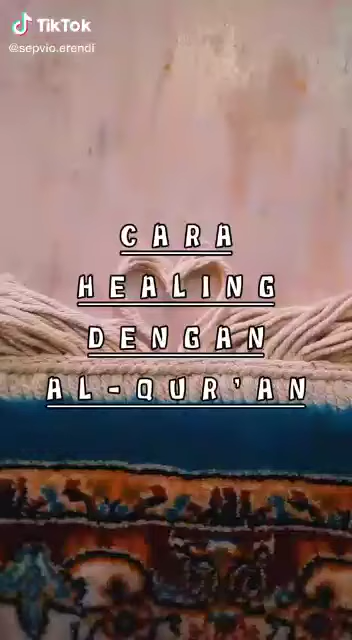 TikTok
@sepvio.erendi
CARA
HEALING
DENGAN
AL-QUR'AN